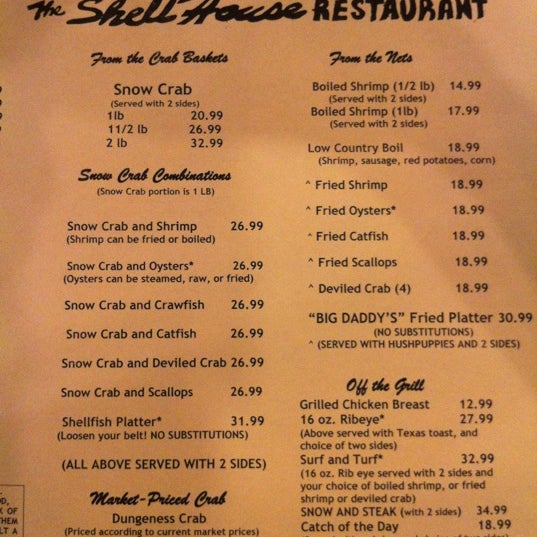 The Shell House RESTAURANT
From the Crab Baskets
Snow Crab
(Served with 2 sides)
1lb 20.99
11/2 lb 26.99
2 lb 32.99
Snow Crab Combinations
(Snow Crab portion is 1 LB)
Snow Crab and Shrimp 26.99
(Shrimp can be fried or boiled)
Snow Crab and Oysters* 26.99
(Oysters can be steamed, raw, or fried)
Snow Crab and Crawfish 26.99
Snow Crab and Catfish 26.99
Snow Crab and Deviled Crab 26.99
Snow Crab and Scallops 26.99
Shellfish Platter* 31.99
(Loosen your belt! NO SUBSTITUTIONS)
(ALL ABOVE SERVED WITH 2 SIDES)
Market-Priced Crab
Dungeness Crab
(Priced according to current market prices)
From the Nets
Boiled Shrimp (1/2 lb) 14.99
(Served with 2 sides)
Boiled Shrimp (1lb) 17.99
(Served with 2 sides)
Low Country Boil 18.99
(Shrimp, sausage, red potatoes, corn)
^ Fried Shrimp 18.99
^ Fried Oysters* 18.99
^ Fried Catfish 18.99
^ Fried Scallops 18.99
^ Deviled Crab (4) 18.99
"BIG DADDY'S" Fried Platter 30.99
(NO SUBSTITUTIONS)
^ (SERVED WITH HUSHPUPPIES AND 2 SIDES)
Off the Grill
Grilled Chicken Breast 12.99
16 oz. Ribeye* 27.99
(Above served with Texas toast, and
choice of two sides)
Surf and Turf* 32.99
(16 oz. Rib eye served with 2 sides and
your choice of boiled shrimp, or fried
shrimp or deviled crab)
SNOW AND STEAK (with 2 sides) 34.99
Catch of the Day 18.99